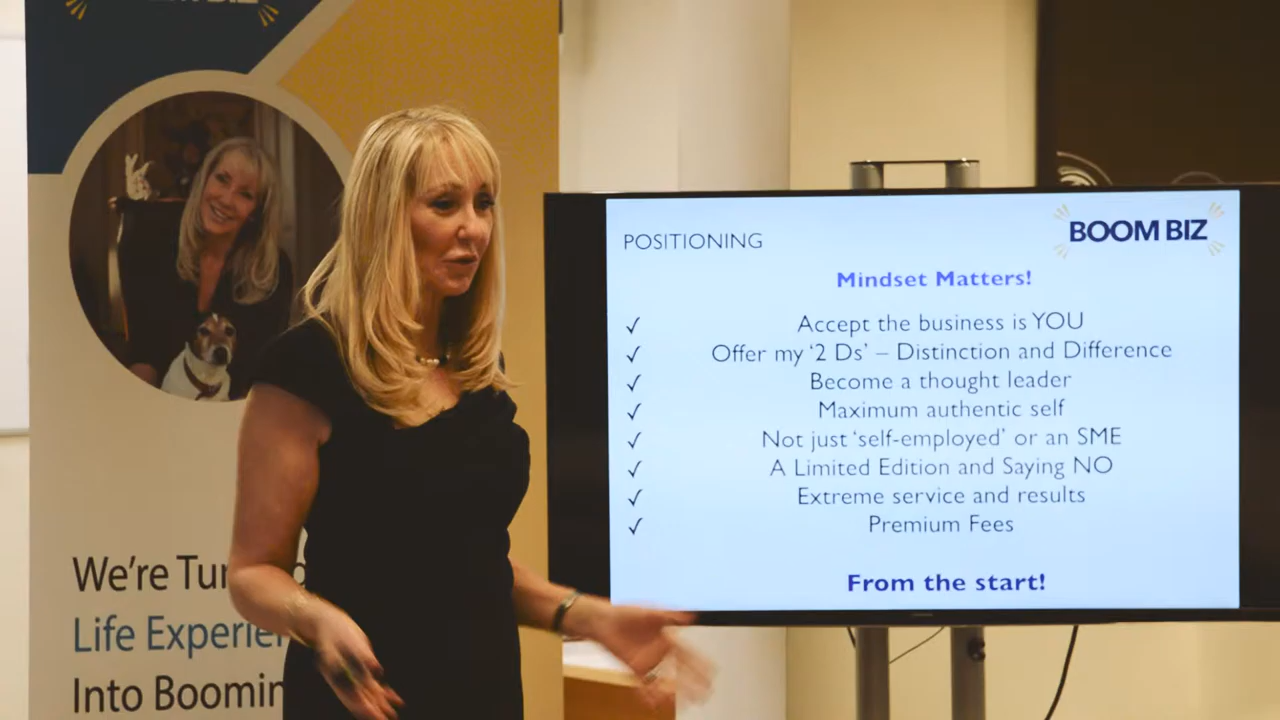 We're Tur
Life Experie
Into Boomin
POSITIONING
BOOM BIZ
Mindset Matters!
✓ Accept the business is YOU
✓ Offer my '2 Ds' – Distinction and Difference
✓ Become a thought leader
✓ Maximum authentic self
✓ Not just 'self-employed' or an SME
✓ A Limited Edition and Saying NO
✓ Extreme service and results
✓ Premium Fees
From the start!